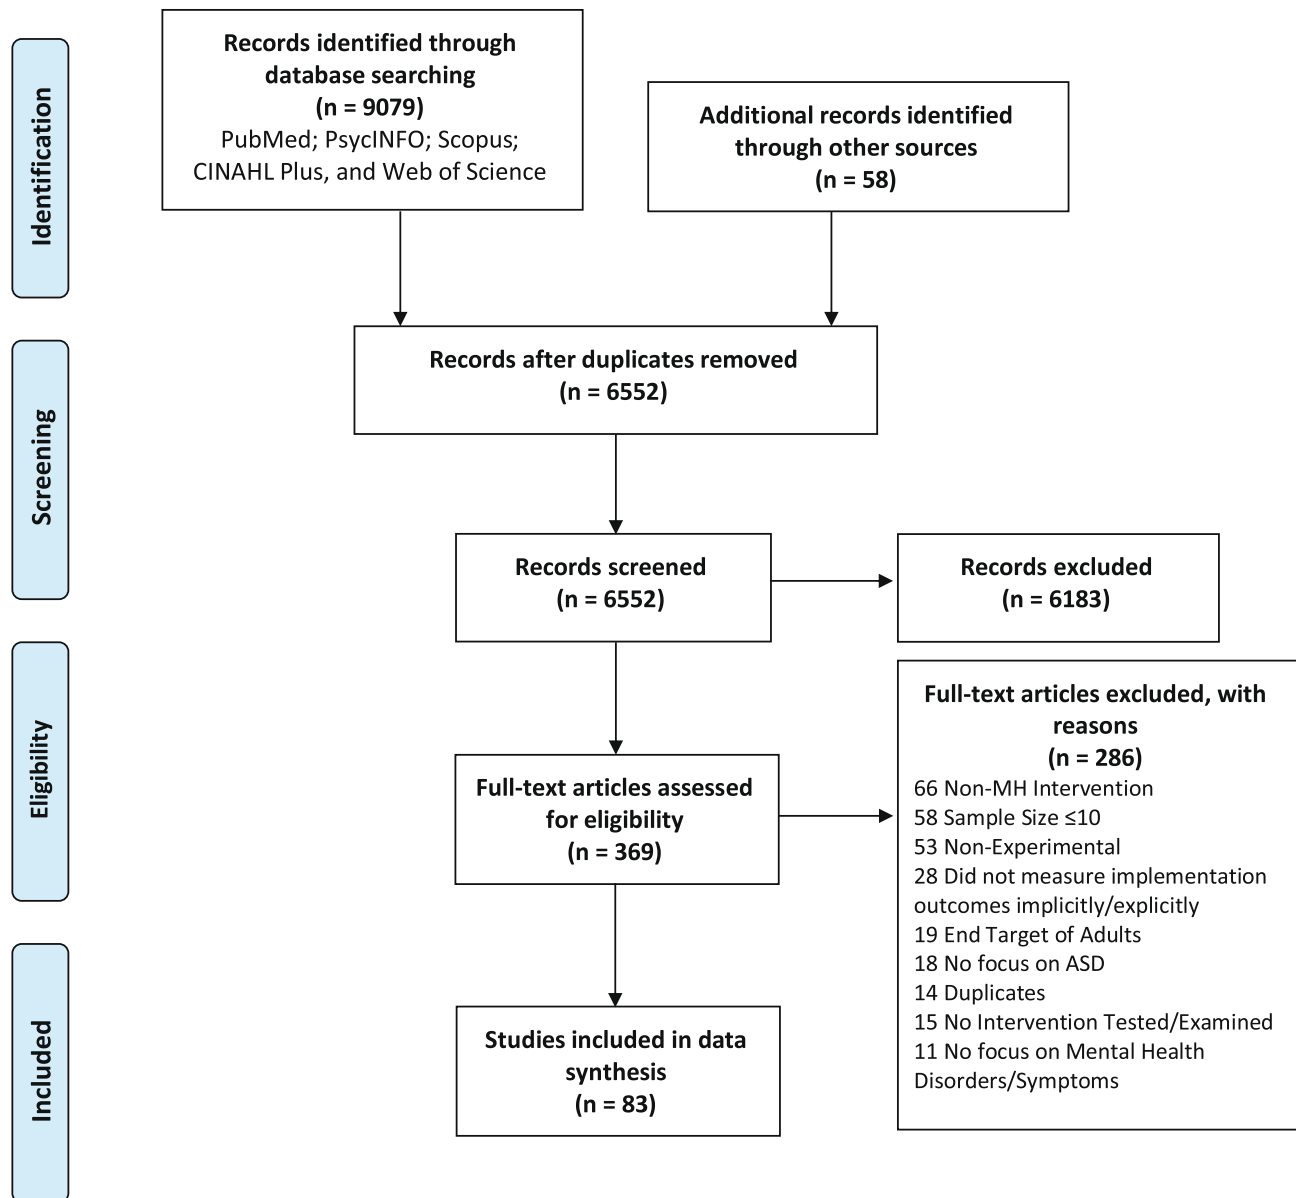 Identification
Records identified through
database searching
(n = 9079)
PubMed; PsycINFO; Scopus;
CINAHL Plus, and Web of Science
Additional records identified
through other sources
(n = 58)
Screening
Records after duplicates removed
(n = 6552)
Records screened
(n = 6552)
Records excluded
(n = 6183)
Eligibility
Full-text articles assessed
for eligibility
(n = 369)
Full-text articles excluded, with
reasons
(n = 286)
66 Non-MH Intervention
58 Sample Size ≤10
53 Non-Experimental
28 Did not measure implementation
outcomes implicitly/explicitly
19 End Target of Adults
18 No focus on ASD
14 Duplicates
15 No Intervention Tested/Examined
11 No focus on Mental Health
Disorders/Symptoms
Included
Studies included in data
synthesis
(n = 83)